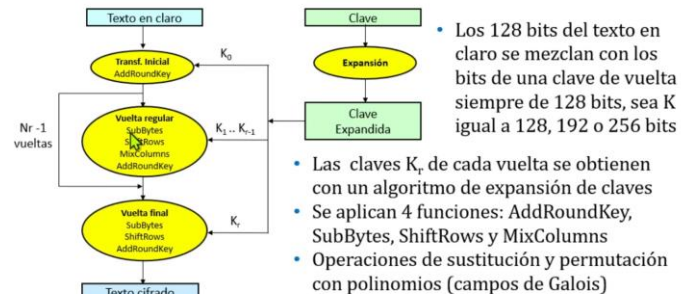 Texto en claro
Transf. Inicial
AddRoundKey
Vuelta regular
SubBytes
MixColumns
AddRoundKey
Nr -1
vueltas
Vuelta final
SubBytes
ShiftRows
AddRoundKey
Texto cifrado
K0
K1 .. Kr-1
Kr
Clave
Expansión
Clave
Expandida
• Los 128 bits del texto en
claro se mezclan con los
bits de una clave de vuelta
siempre de 128 bits, sea K
igual a 128, 192 o 256 bits
• Las claves Kr de cada vuelta se obtienen
con un algoritmo de expansión de claves
• Se aplican 4 funciones: AddRoundKey,
SubBytes, ShiftRows y MixColumns
• Operaciones de sustitución y permutación
con polinomios (campos de Galois)